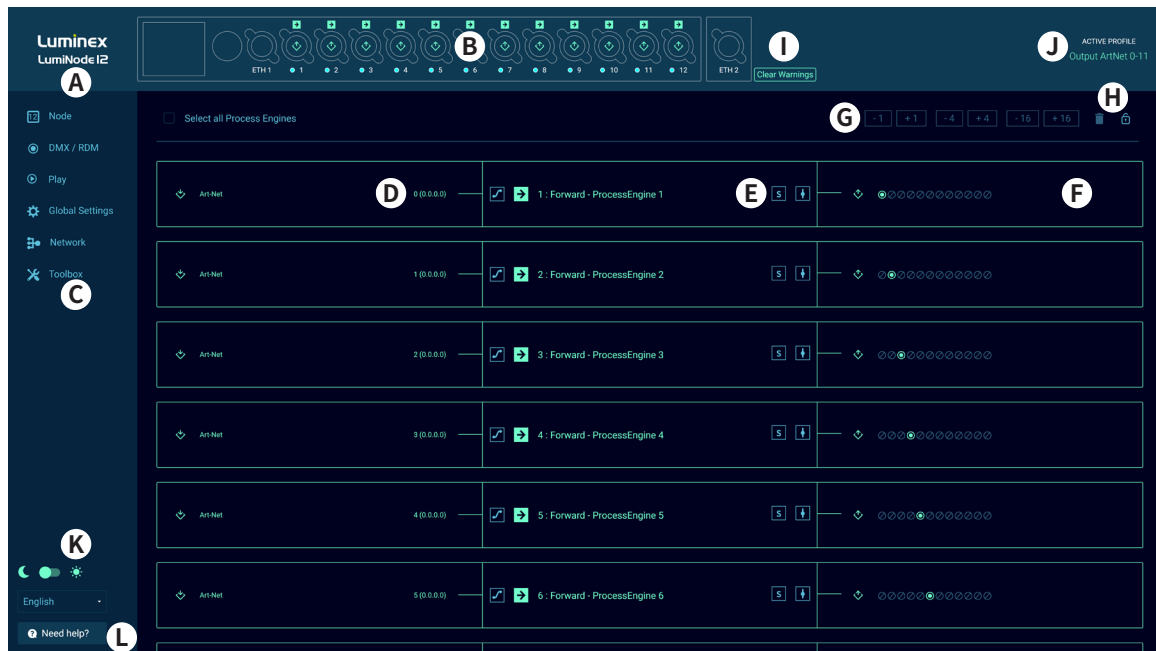 Luminex
LumiNode 12
A
ETH 1 1 2 3 4 5 6 7 8 9 10 11 12 ETH 2
B
I
Clear Warnings
J
ACTIVE PROFILE
Output ArtNet 0-11
12 Node
DMX / RDM
Play
Global Settings
Network
Toolbox
C
Select all Process Engines
G
- 1 + 1 - 4 + 4 - 16 + 16
H
Art-Net D 0 (0.0.0.0) 1 : Forward - ProcessEngine 1 E S F
Art-Net 1 (0.0.0.0) 2 : Forward - ProcessEngine 2 S
Art-Net 2 (0.0.0.0) 3 : Forward - ProcessEngine 3 S
Art-Net 3 (0.0.0.0) 4 : Forward - ProcessEngine 4 S
Art-Net 4 (0.0.0.0) 5 : Forward - ProcessEngine 5 S
Art-Net 5 (0.0.0.0) 6 : Forward - ProcessEngine 6 S
K
English
Need help?
L